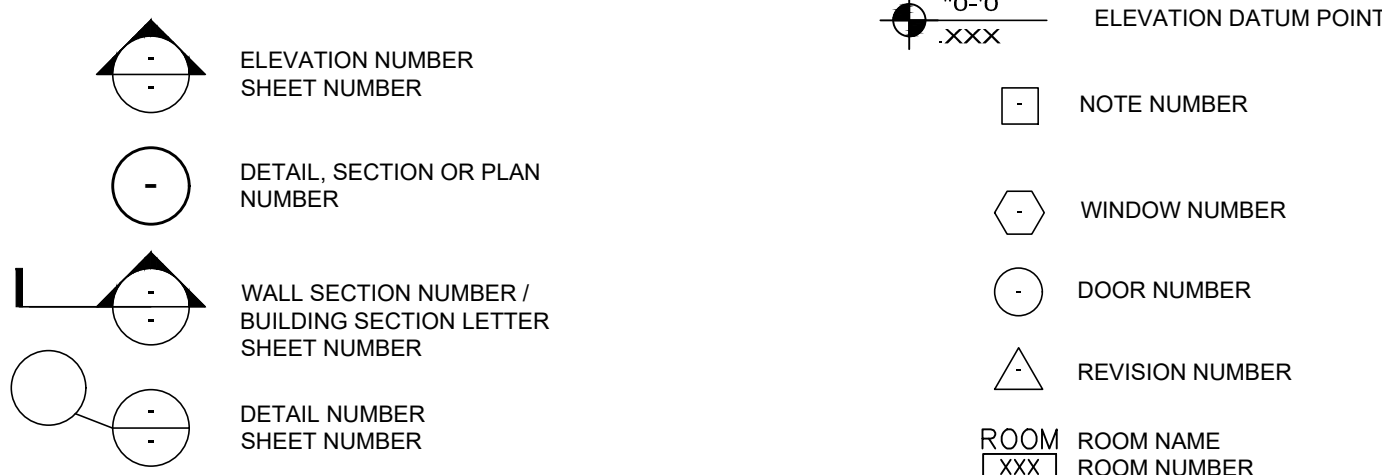 ELEVATION NUMBER
SHEET NUMBER
DETAIL, SECTION OR PLAN
NUMBER
WALL SECTION NUMBER /
BUILDING SECTION LETTER
SHEET NUMBER
DETAIL NUMBER
SHEET NUMBER
"0-'0
.XXX
ELEVATION DATUM POINT
-
NOTE NUMBER
-
WINDOW NUMBER
-
DOOR NUMBER
-
REVISION NUMBER
ROOM
XXX
ROOM NAME
ROOM NUMBER